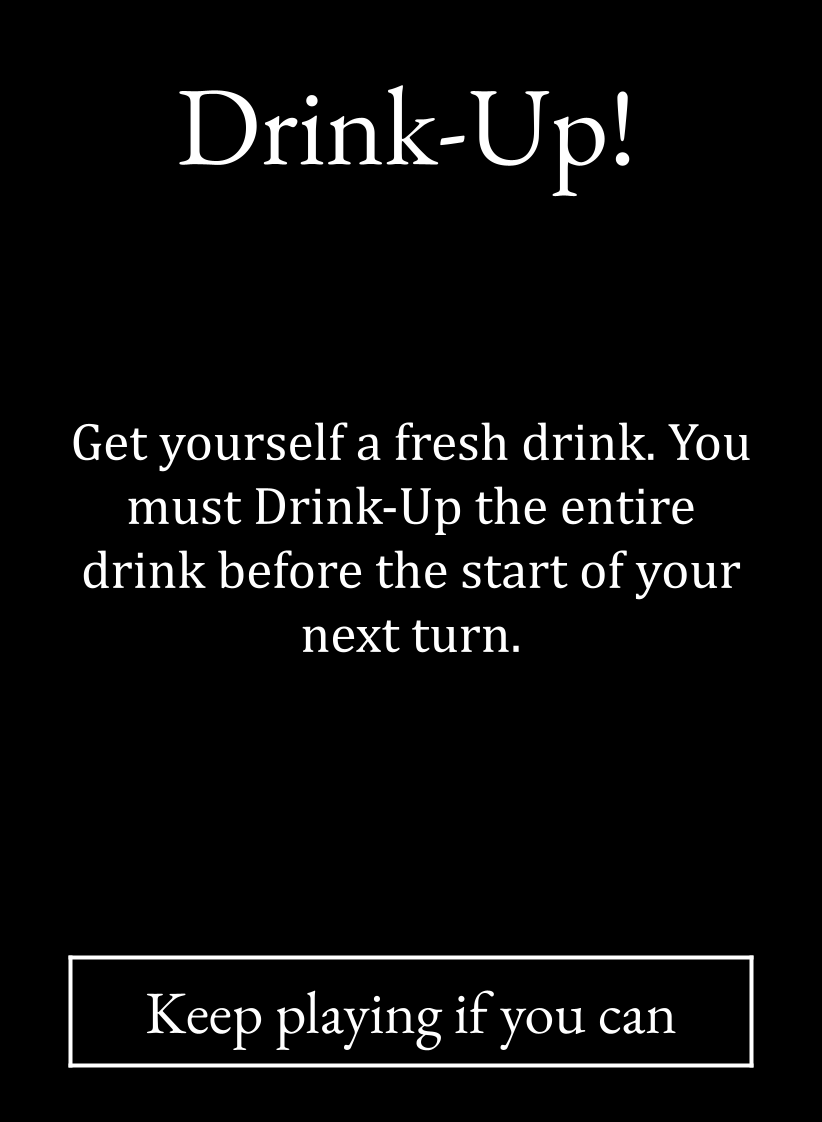 Drink-Up!
Get yourself a fresh drink. You
must Drink-Up the entire
drink before the start of your
next turn.
Keep playing if you can